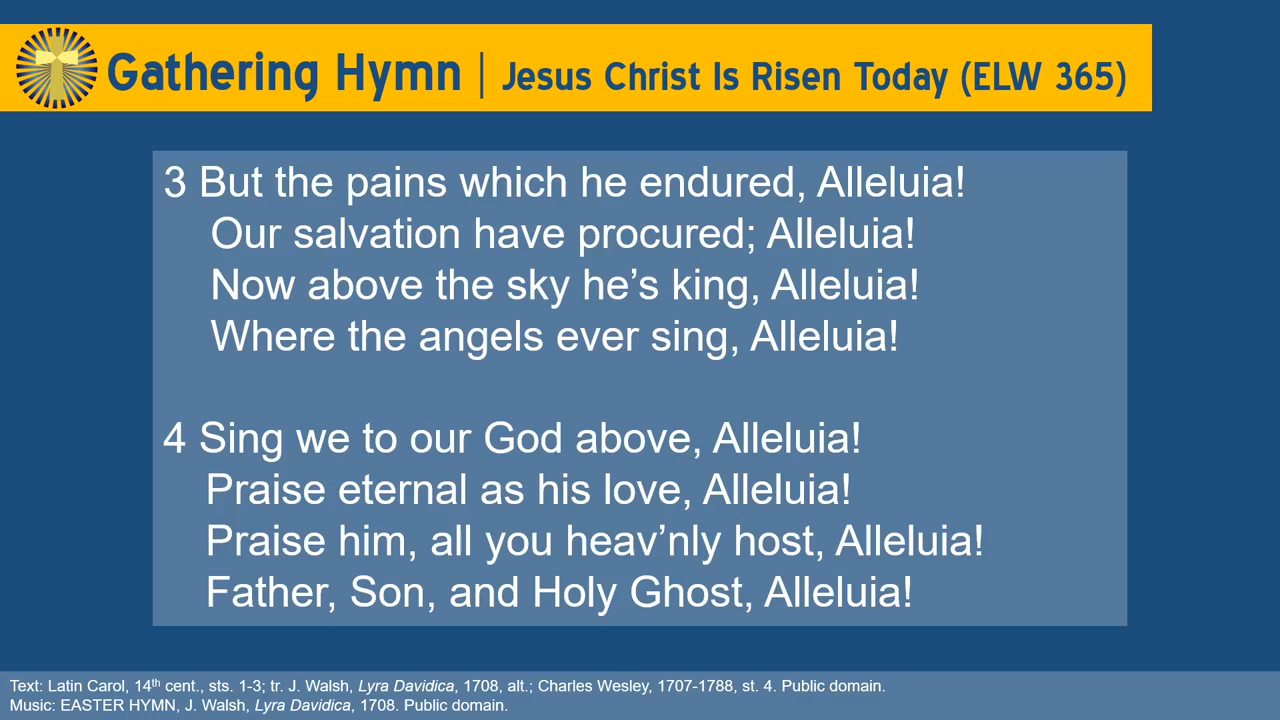 Gathering Hymn | Jesus Christ Is Risen Today (ELW 365)
3 But the pains which he endured, Alleluia!
Our salvation have procured; Alleluia!
Now above the sky he’s king, Alleluia!
Where the angels ever sing, Alleluia!
4 Sing we to our God above, Alleluia!
Praise eternal as his love, Alleluia!
Praise him, all you heav’nly host, Alleluia!
Father, Son, and Holy Ghost, Alleluia!
Text: Latin Carol, 14th cent., sts. 1-3; tr. J. Walsh, Lyra Davidica, 1708, alt.; Charles Wesley, 1707-1788, st. 4. Public domain.
Music: EASTER HYMN, J. Walsh, Lyra Davidica, 1708. Public domain.